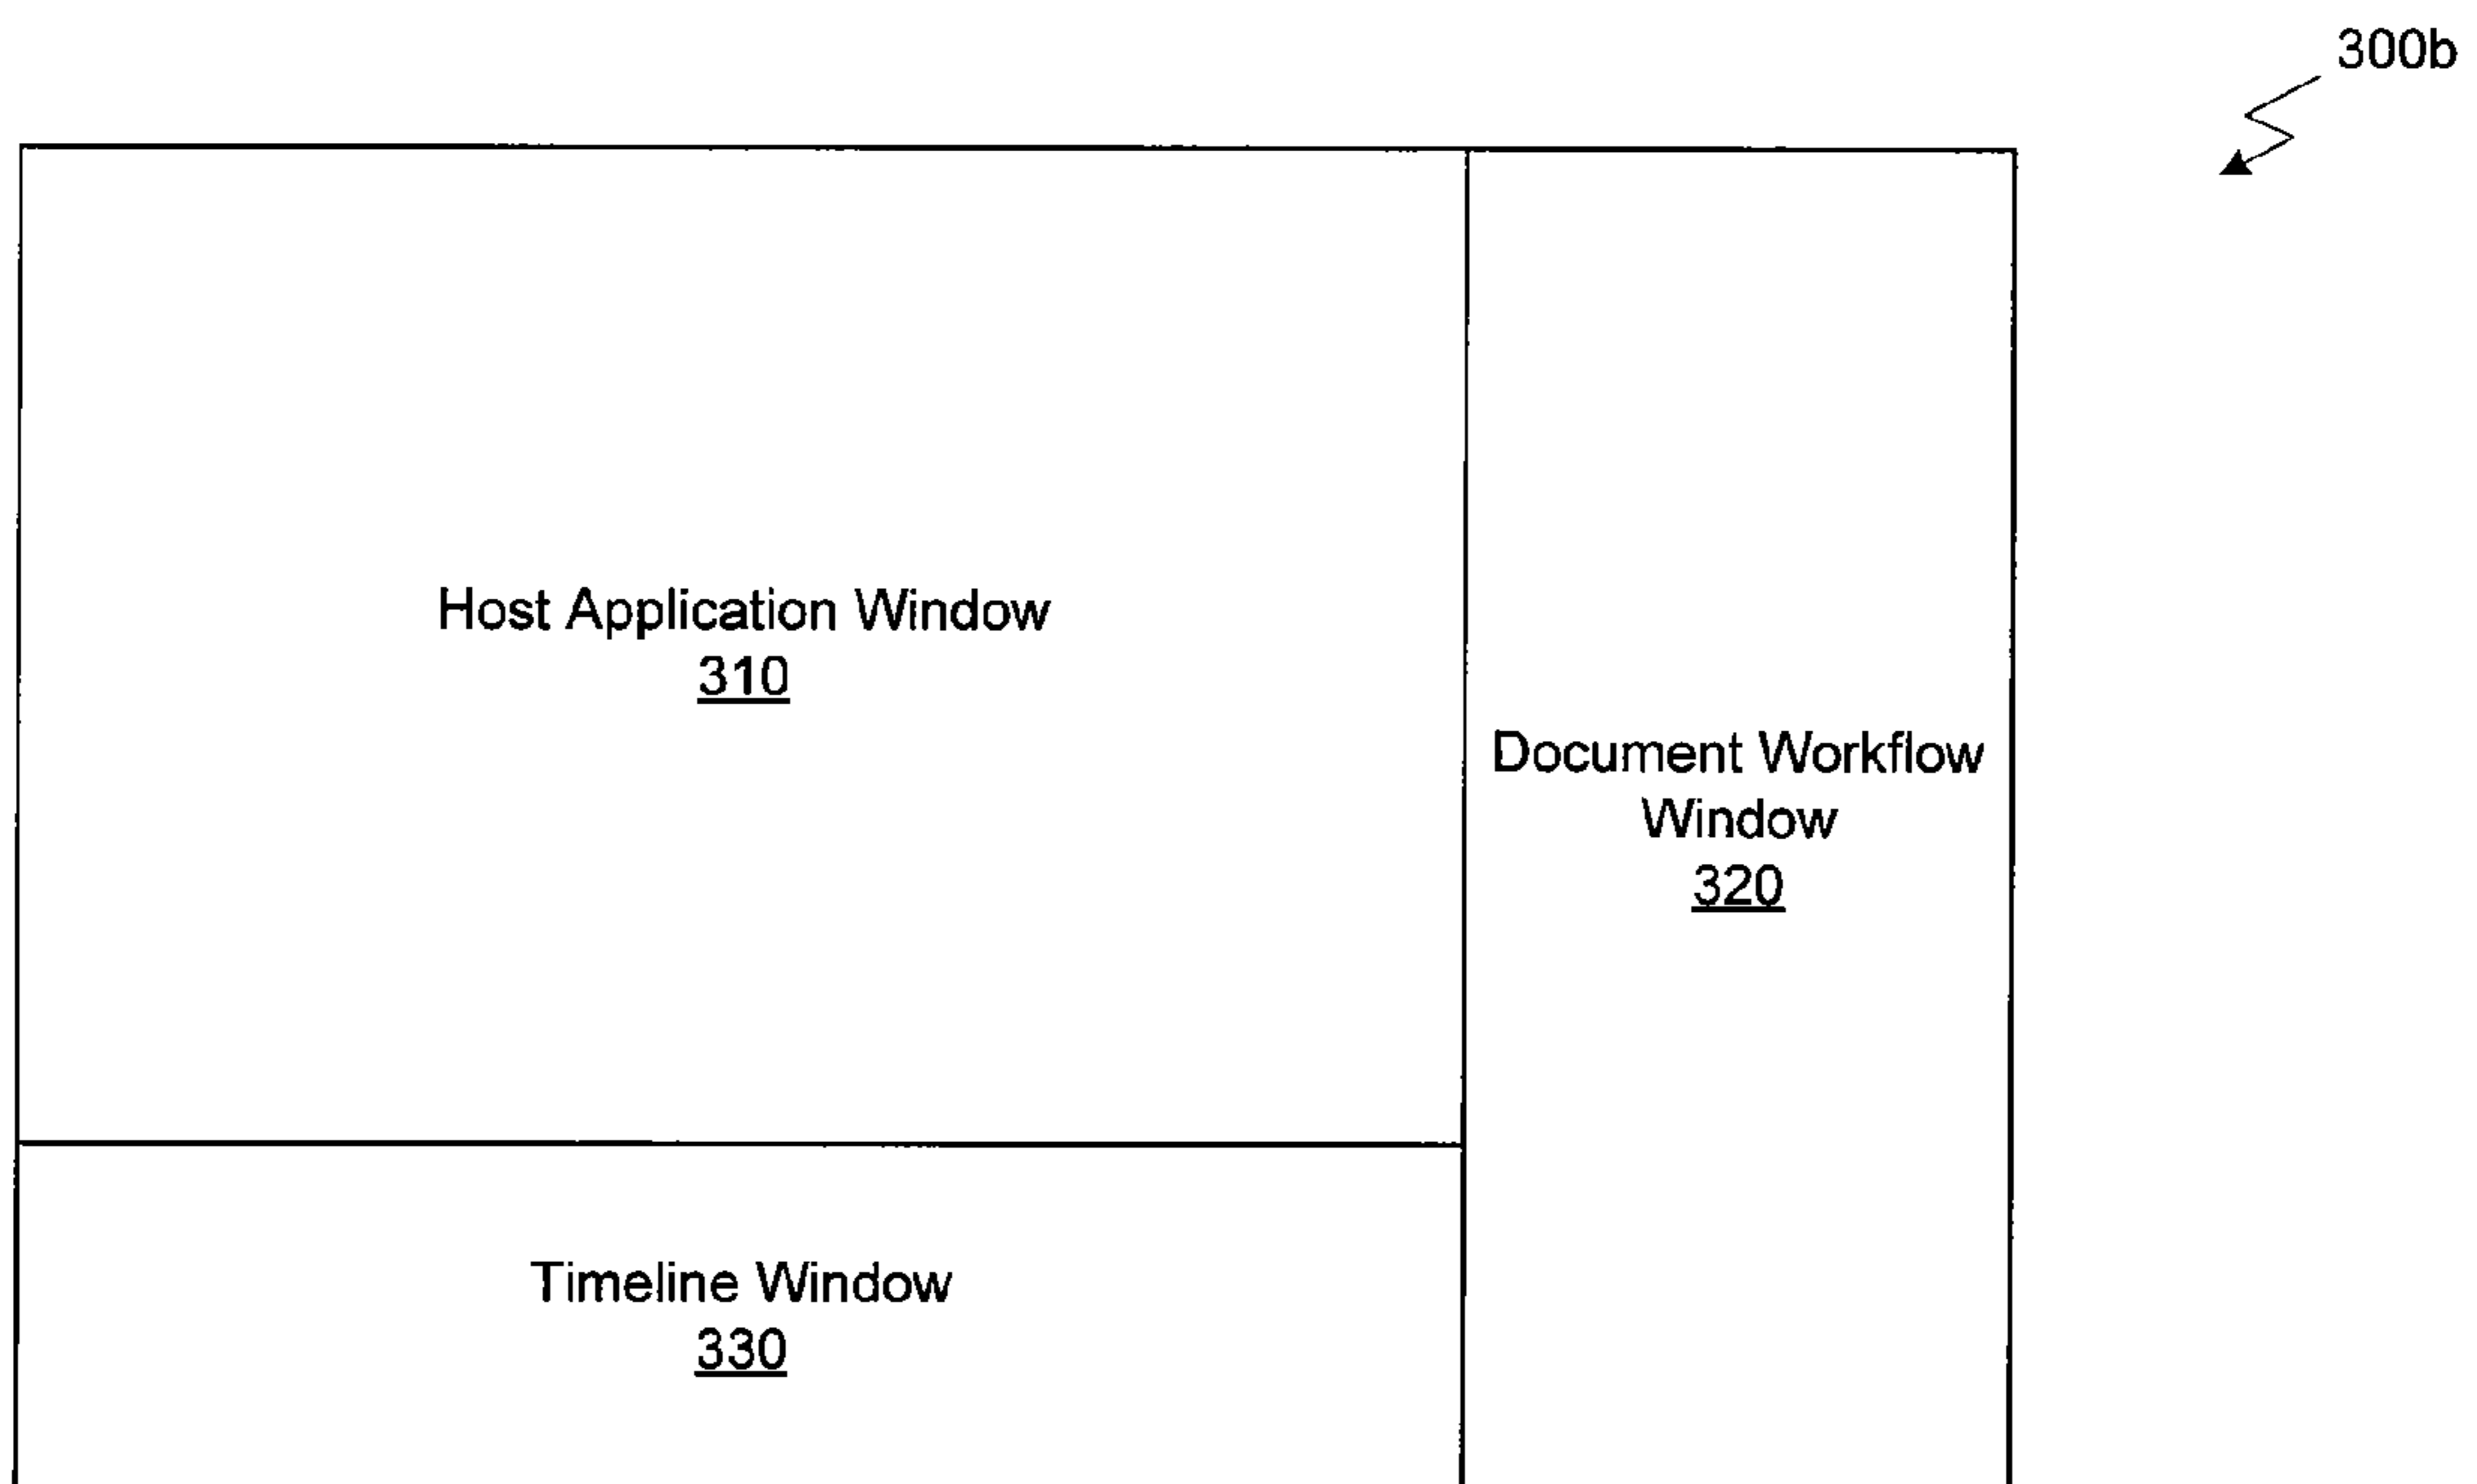 300b
Host Application Window
310
Document Workflow
Window
320
Timeline Window
330